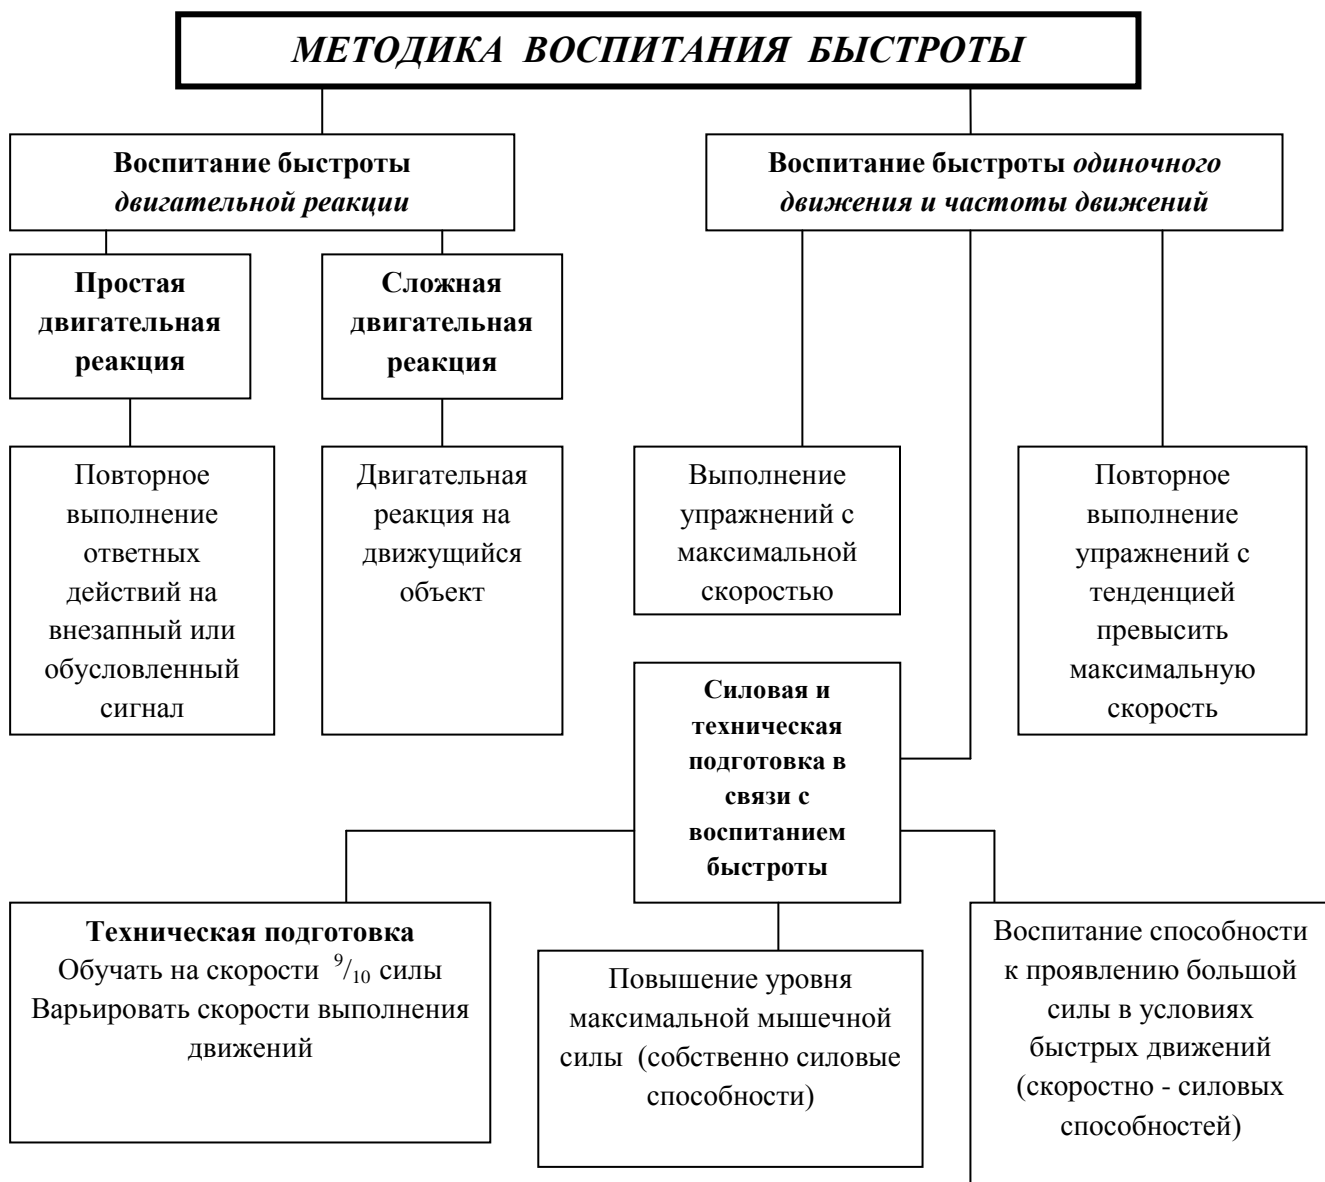 МЕТОДИКА ВОСПИТАНИЯ БЫСТРОТЫ
Воспитание быстроты
двигательной реакции
Воспитание быстроты одиночного
движения и частоты движений
Простая
двигательная
реакция
Сложная
двигательная
реакция
Повторное
выполнение
ответных
действий на
внезапный или
обусловленный
сигнал
Двигательная
реакция на
движущийся
объект
Выполнение
упражнений с
максимальной
скоростью
Повторное
выполнение
упражнений с
тенденцией
превысить
максимальную
скорость
Силовая и
техническая
подготовка в
связи с
воспитанием
быстроты
Техническая подготовка
Обучать на скорости 9/10 силы
Варьировать скорости выполнения
движений
Повышение уровня
максимальной мышечной
силы (собственно силовые
способности)
Воспитание способности
к проявлению большой
силы в условиях
быстрых движений
(скоростно - силовых
способностей)